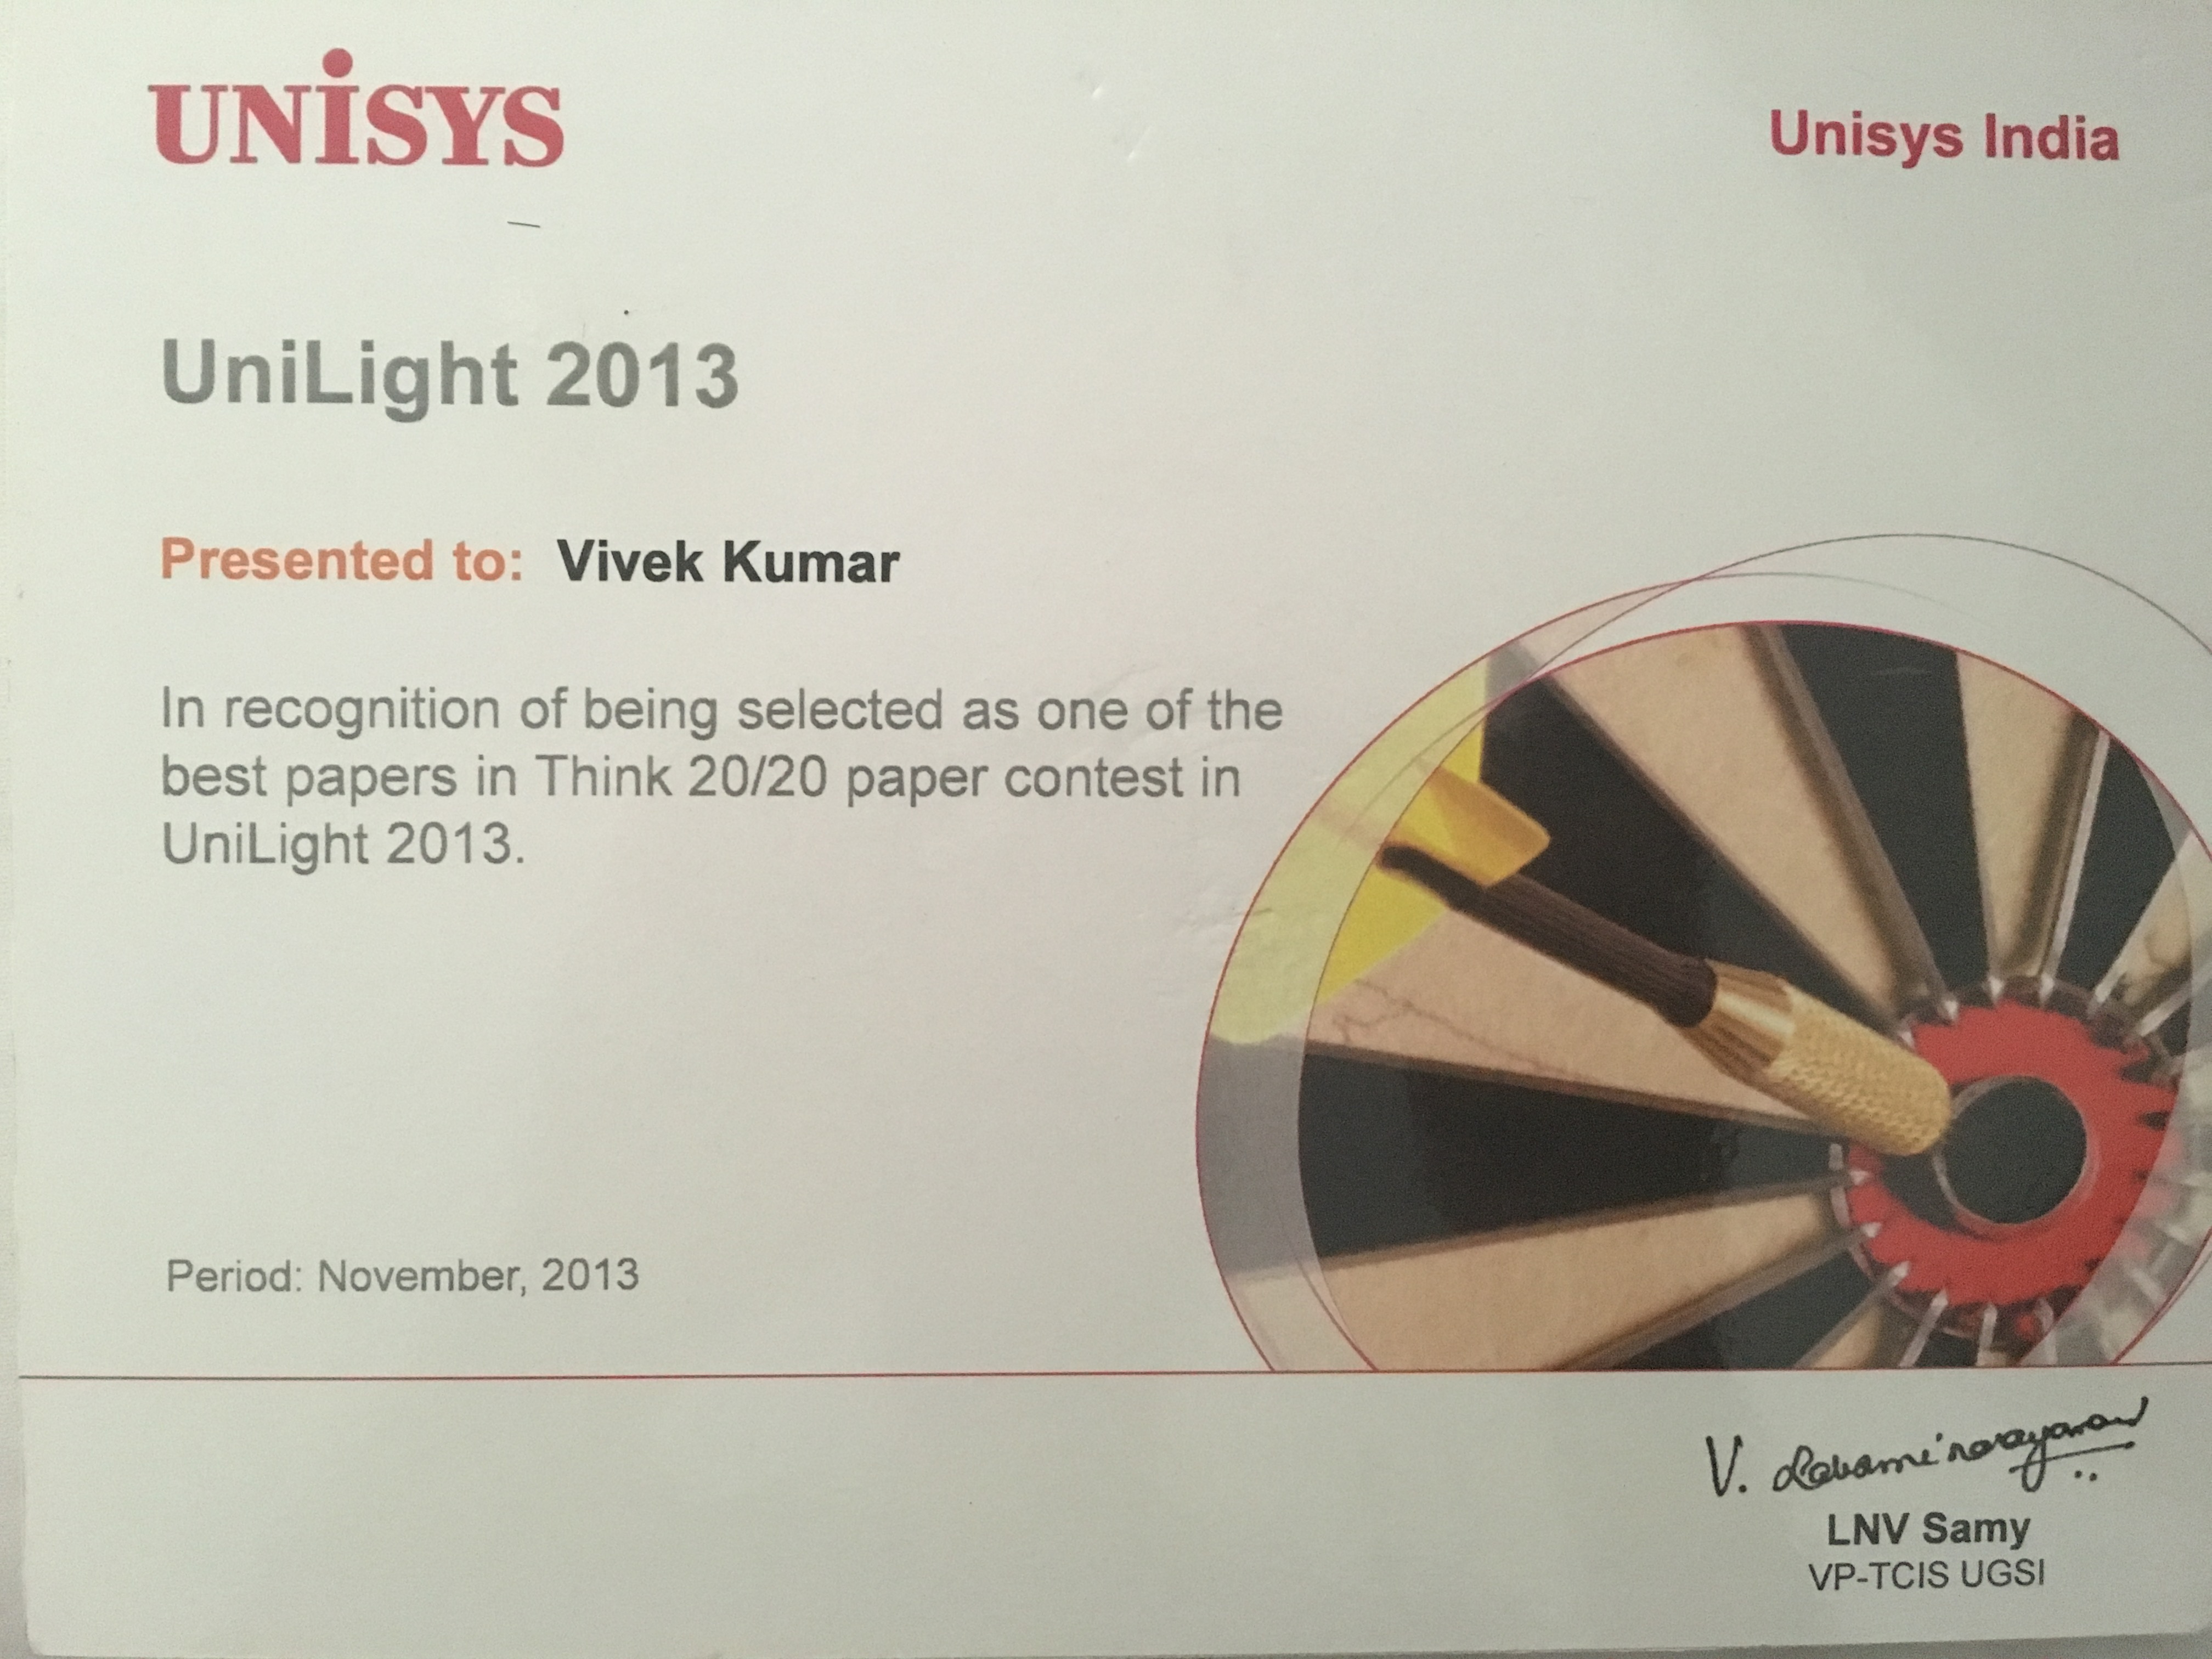 UNiSYS
Unisys India
UniLight 2013
Presented to: Vivek Kumar
In recognition of being selected as one of the
best papers in Think 20/20 paper contest in
UniLight 2013.
Period: November, 2013
V.
LNV Samy
VP-TCIS UGSI